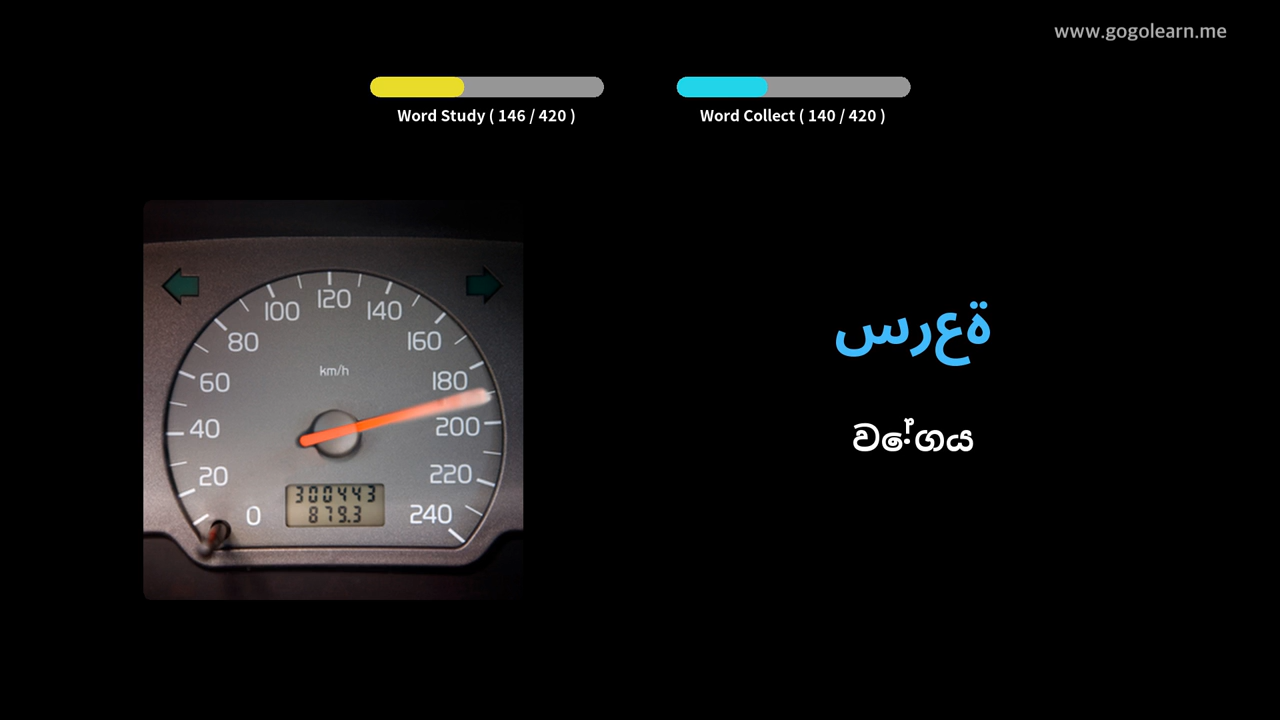 www.gogolearn.me
Word Study ( 146 / 420 )
Word Collect ( 140 / 420 )
120
100
140
80
160
km/h
60
180
40
200
20
220
300443
879.3
0
240
سرعة
වේගය